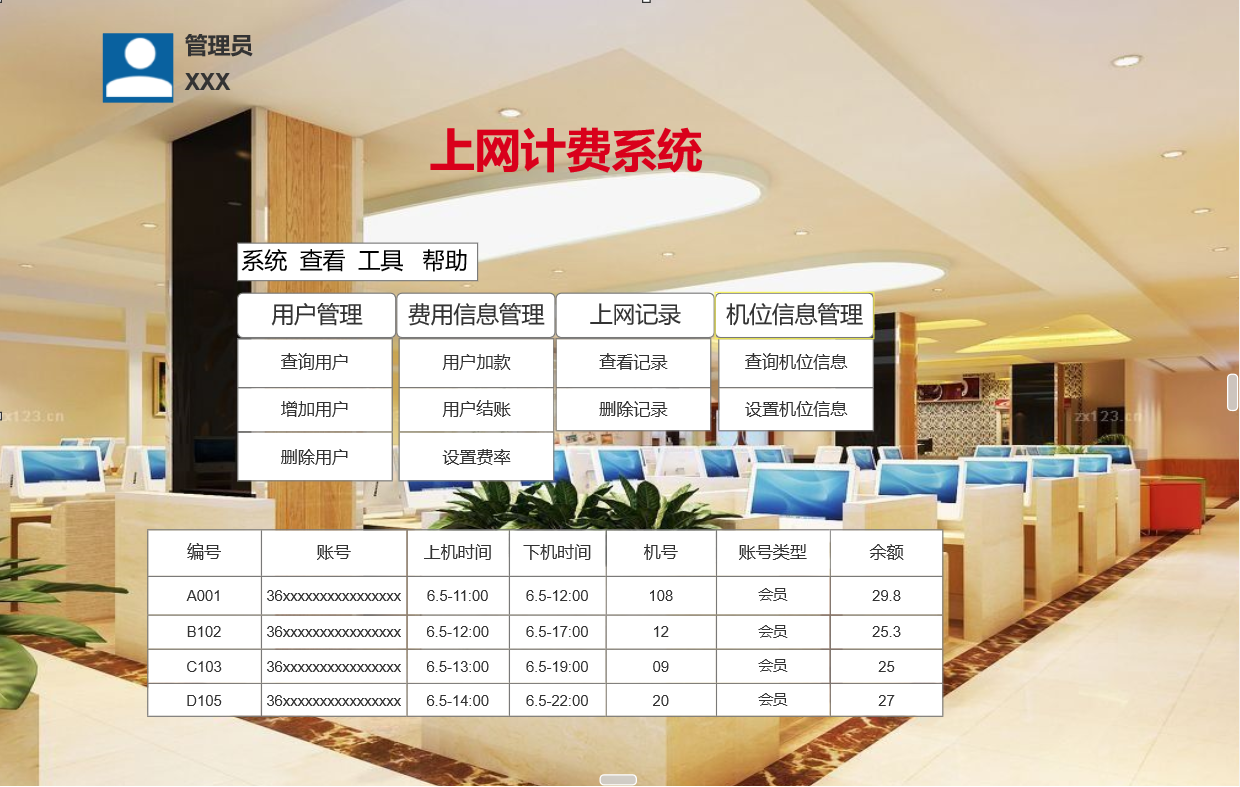 管理员
XXX
上网计费系统
系统 查看 工具 帮助
用户管理 费用信息管理 上网记录 机位信息管理
查询用户 用户加款 查看记录 查询机位信息
增加用户 用户结账 删除记录 设置机位信息
删除用户 设置费率
zx123.cn
编号 账号 上机时间 下机时间 机号 账号类型 余额
A001 36xxxxxxxxxxxxxxxx 6.5-11:00 6.5-12:00 108 会员 29.8
B102 36xxxxxxxxxxxxxxxx 6.5-12:00 6.5-17:00 12 会员 25.3
C103 36xxxxxxxxxxxxxxxx 6.5-13:00 6.5-19:00 09 会员 25
D105 36xxxxxxxxxxxxxxxx 6.5-14:00 6.5-22:00 20 会员 27